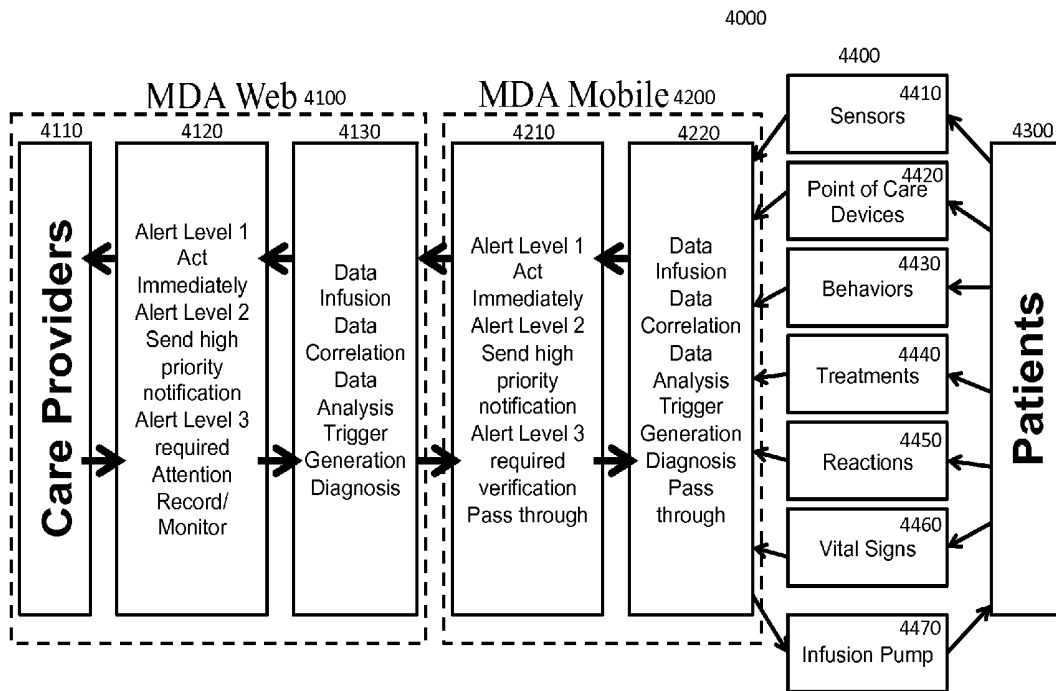 4000
4400
MDA Web 4100
MDA Mobile 4200
4110
Care Providers
4120
Alert Level 1
Act
Immediately
Alert Level 2
Send high
priority
notification
Alert Level 3
required
Attention
Record/
Monitor
4130
Data
Infusion
Data
Correlation
Data
Analysis
Trigger
Generation
Diagnosis
4210
Alert Level 1
Act
Immediately
Alert Level 2
Send high
priority
notification
Alert Level 3
required
verification
Pass through
4220
Data
Infusion
Data
Correlation
Data
Analysis
Trigger
Generation
Diagnosis
Pass
through
4410
Sensors
4420
Point of Care
Devices
4430
Behaviors
4440
Treatments
4450
Reactions
4460
Vital Signs
4470
Infusion Pump
4300
Patients